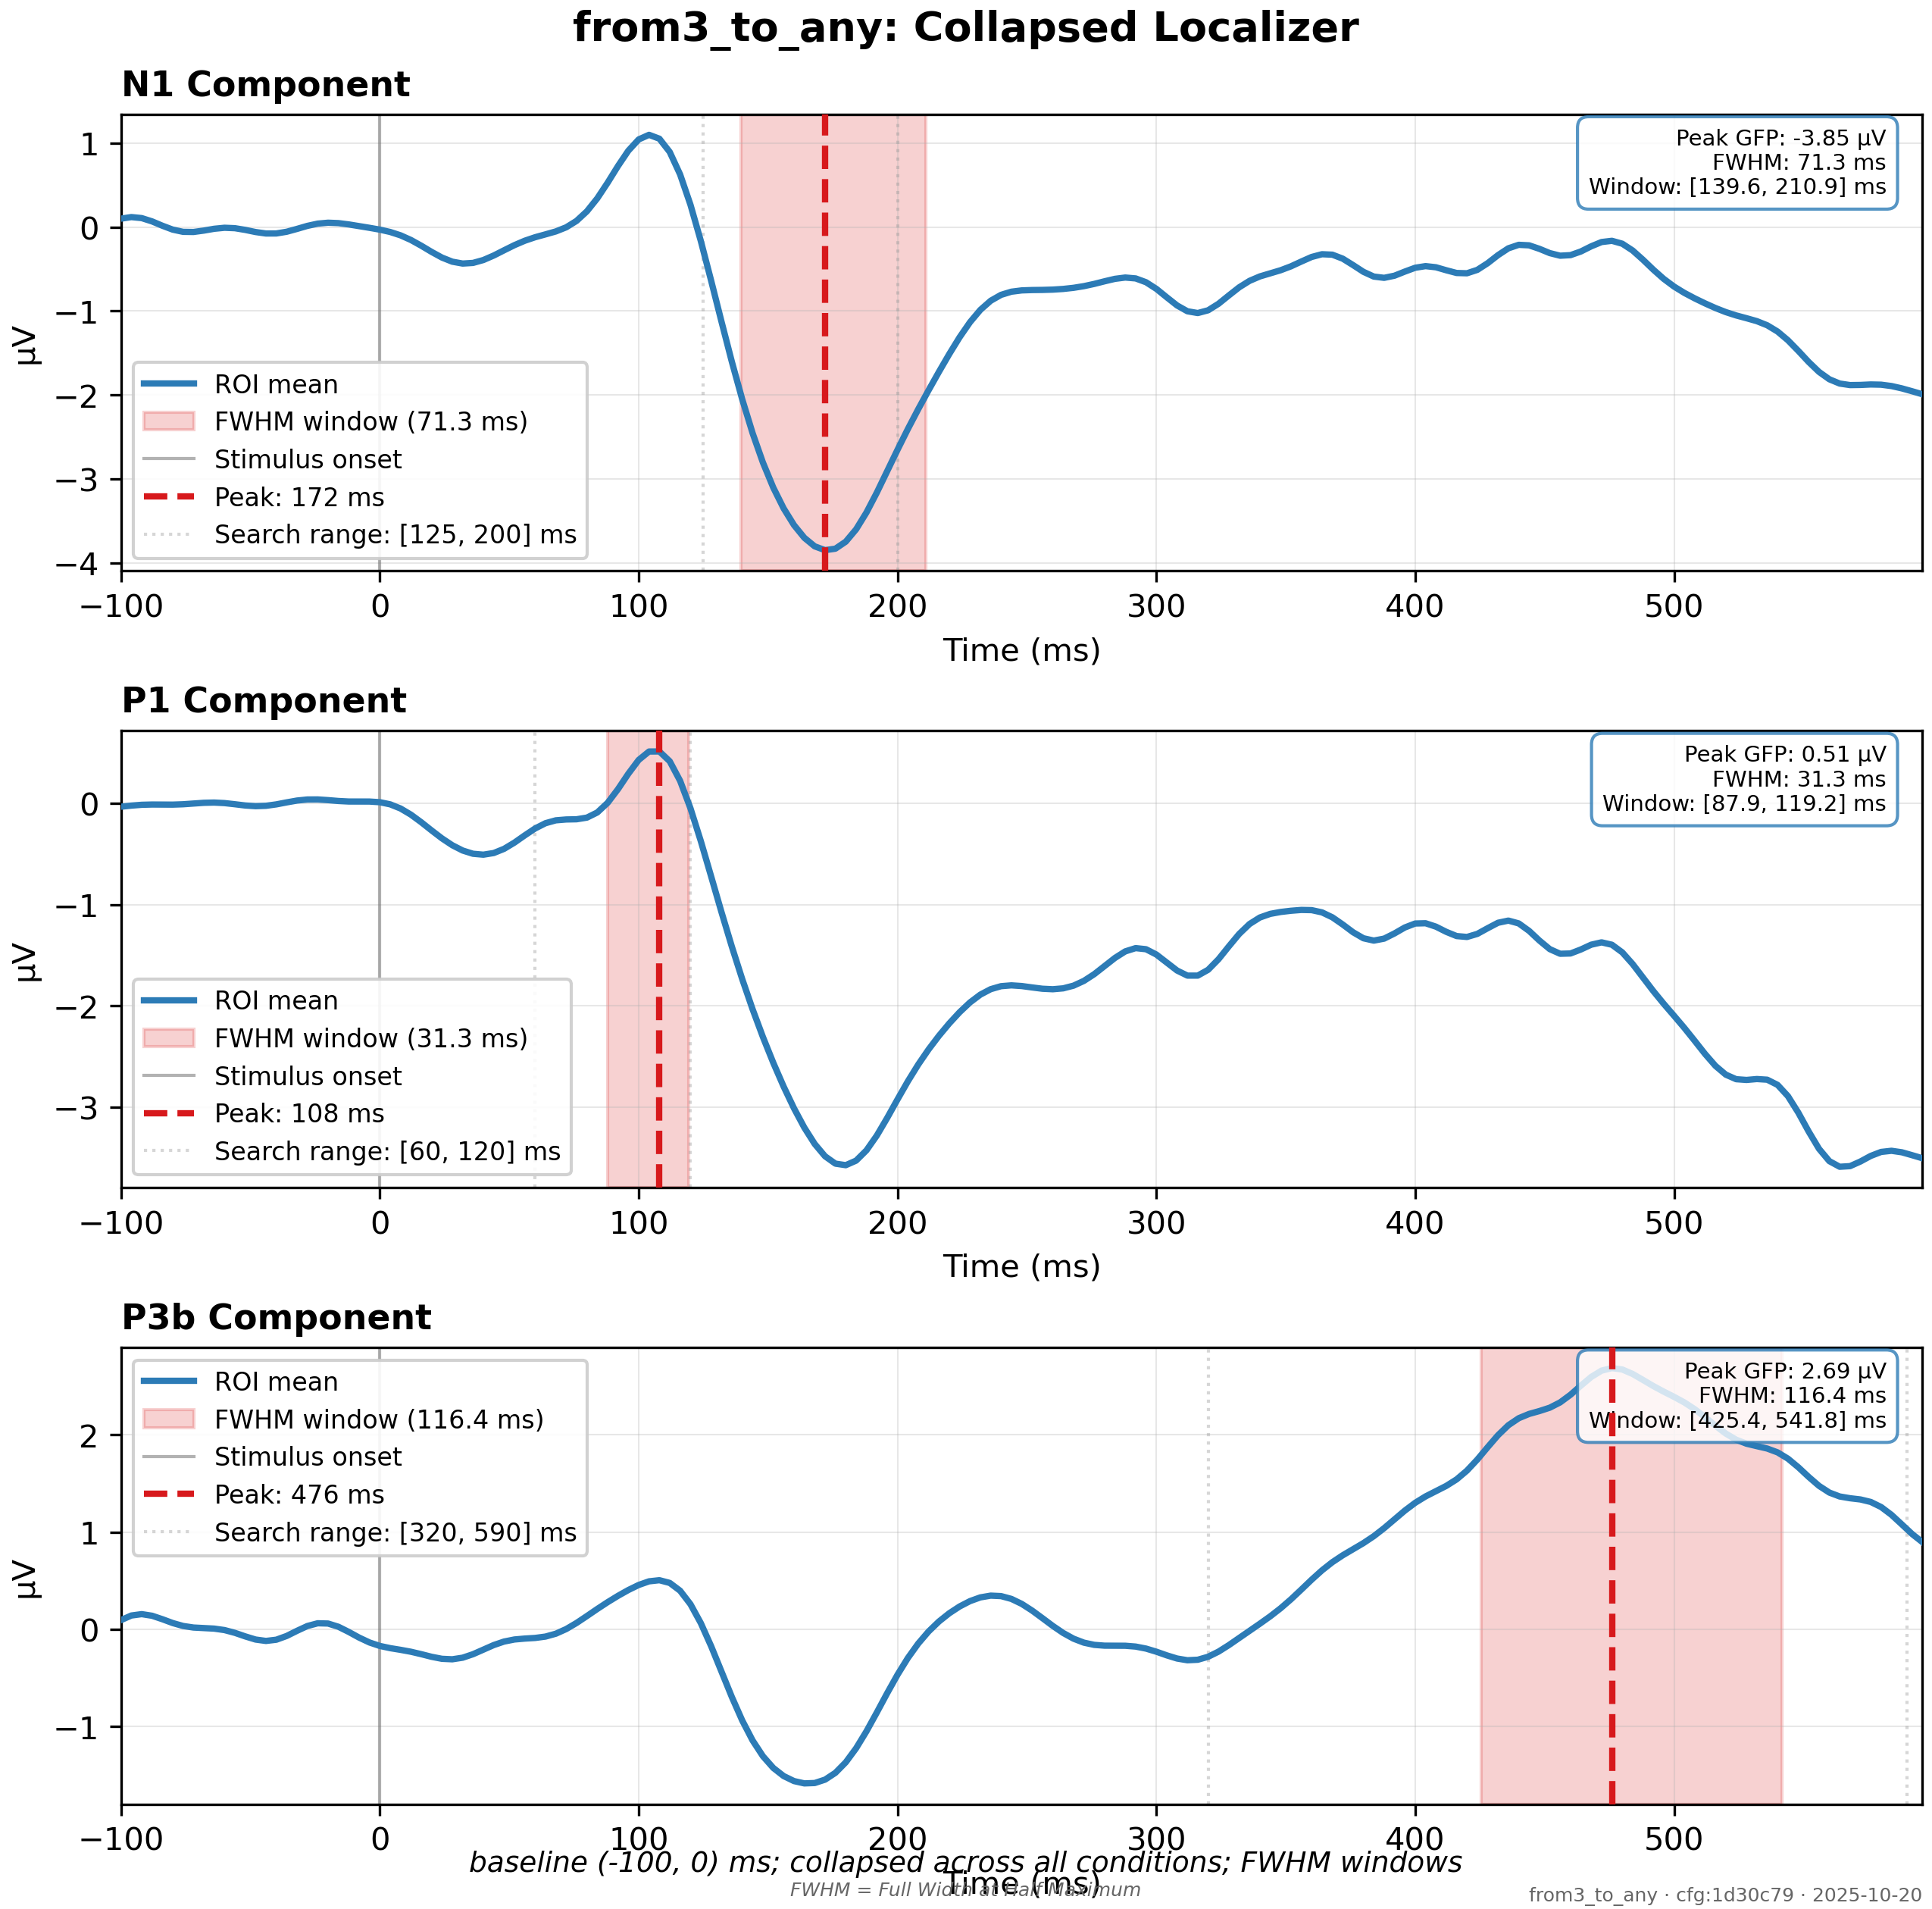 from3_to_any: Collapsed Localizer
N1 Component
Peak GFP: -3.85 µV
FWHM: 71.3 ms
Window: [139.6, 210.9] ms
1
0
−1
−2
−3
−4
µV
ROI mean
FWHM window (71.3 ms)
Stimulus onset
Peak: 172 ms
Search range: [125, 200] ms
−100 0 100 200 300 400 500
Time (ms)
P1 Component
Peak GFP: 0.51 µV
FWHM: 31.3 ms
Window: [87.9, 119.2] ms
0
−1
−2
−3
µV
ROI mean
FWHM window (31.3 ms)
Stimulus onset
Peak: 108 ms
Search range: [60, 120] ms
−100 0 100 200 300 400 500
Time (ms)
P3b Component
ROI mean
FWHM window (116.4 ms)
Stimulus onset
Peak: 476 ms
Search range: [320, 590] ms
Peak GFP: 2.69 µV
FWHM: 116.4 ms
Window: [425.4, 541.8] ms
2
1
0
−1
µV
−100 0 100 200 300 400 500
baseline (-100, 0) ms; collapsed across all conditions; FWHM windows
Time (ms)
FWHM = Full Width at Half Maximum
from3_to_any · cfg:1d30c79 · 2025-10-20